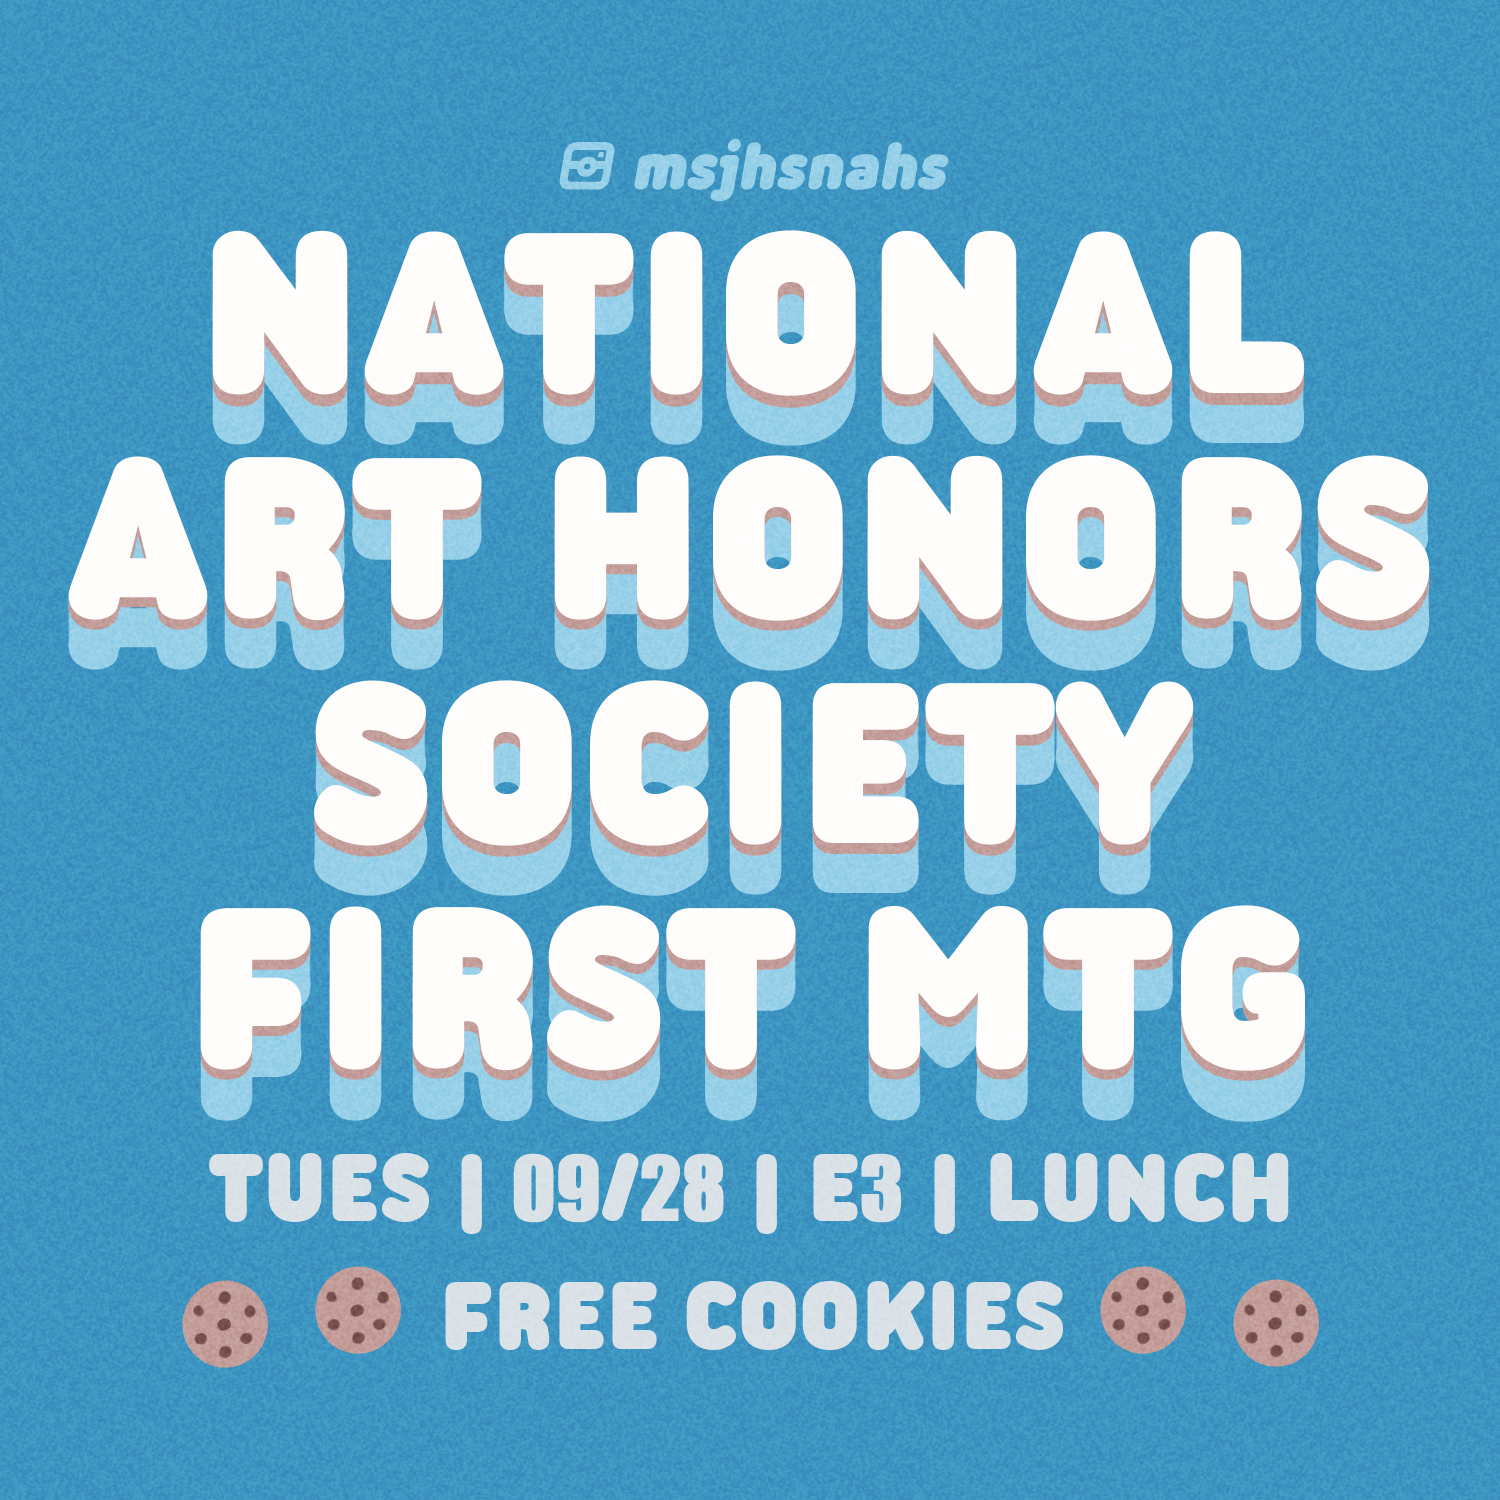 msjhsnahs
NATIONAL
ART HONORS
SOCIETY
FIRST MTG
TUES | 09/28 | E3 | LUNCH
FREE COOKIES